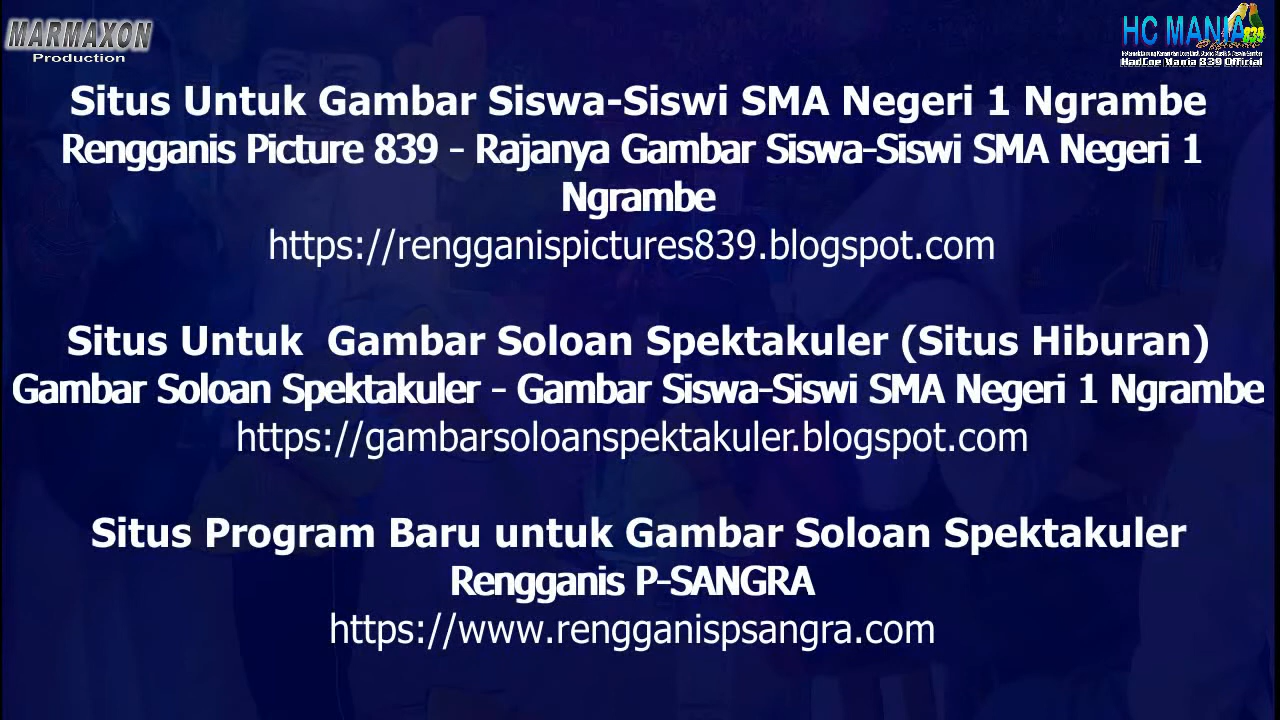 MARMAXON
Production
HC MANIA
839
HadCoe Mania 839 Official
Situs Untuk Gambar Siswa-Siswi SMA Negeri 1 Ngrambe
Rengganis Picture 839 - Rajanya Gambar Siswa-Siswi SMA Negeri 1
Ngrambe
https://rengganispictures839.blogspot.com
Situs Untuk  Gambar Soloan Spektakuler (Situs Hiburan)
Gambar Soloan Spektakuler - Gambar Siswa-Siswi SMA Negeri 1 Ngrambe
https://gambarsoloanspektakuler.blogspot.com
Situs Program Baru untuk Gambar Soloan Spektakuler
Rengganis P-SANGRA
https://www.rengganispsangra.com